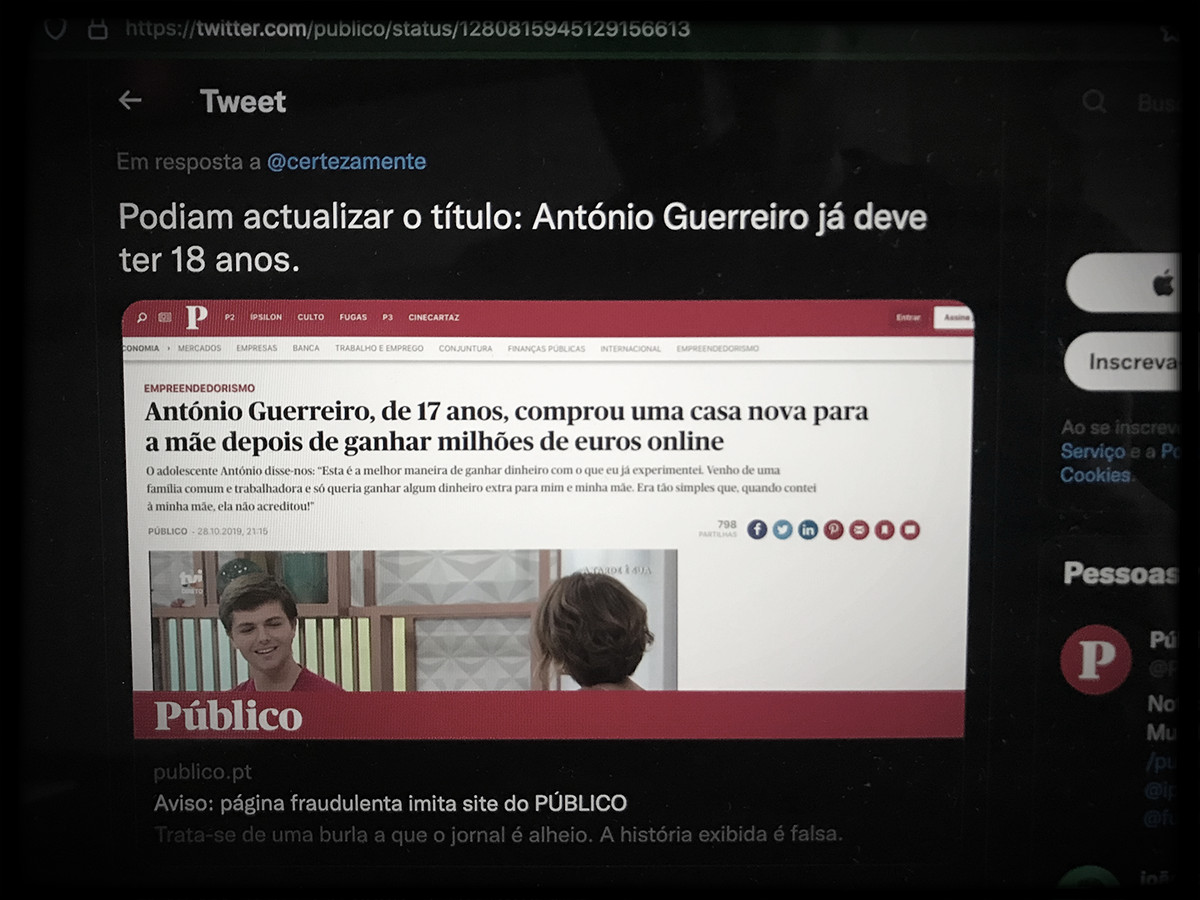 https://twitter.com/publico/status/1280815945129156613
Tweet
Em resposta a @certezamente
Podiam actualizar o título: António Guerreiro já deve
ter 18 anos.
P P2 ÍPSILON CULTO FUGAS P3 CINECARTAZ Entrar Assine
CONOMIA MERCADOS EMPRESAS BANCA TRABALHO E EMPREGO CONJUNTURA FINANÇAS PÚBLICAS INTERNACIONAL EMPREENDEDORISMO
EMPREENDEDORISMO
António Guerreiro, de 17 anos, comprou uma casa nova para
a mãe depois de ganhar milhões de euros online
O adolescente António disse-nos: "Esta é a melhor maneira de ganhar dinheiro com o que eu já experimentei. Venho de uma
família comum e trabalhadora e só queria ganhar algum dinheiro extra para mim e minha mãe. Era tão simples que, quando contei
à minha mãe, ela não acreditou!"
PÚBLICO - 28.10.2019, 21:15
798
PARTILHAS
tvi
DIRETO
A TARDE É SUA
Público
publico.pt
Aviso: página fraudulenta imita site do PÚBLICO
Trata-se de uma burla a que o jornal é alheio. A história exibida é falsa.
Bus
Inscreva
Ao se inscrev
Serviço e a Po
Cookies.
Pessoas
P
Pú
@P
No
Mu
/pu
@ip
@fu
joã